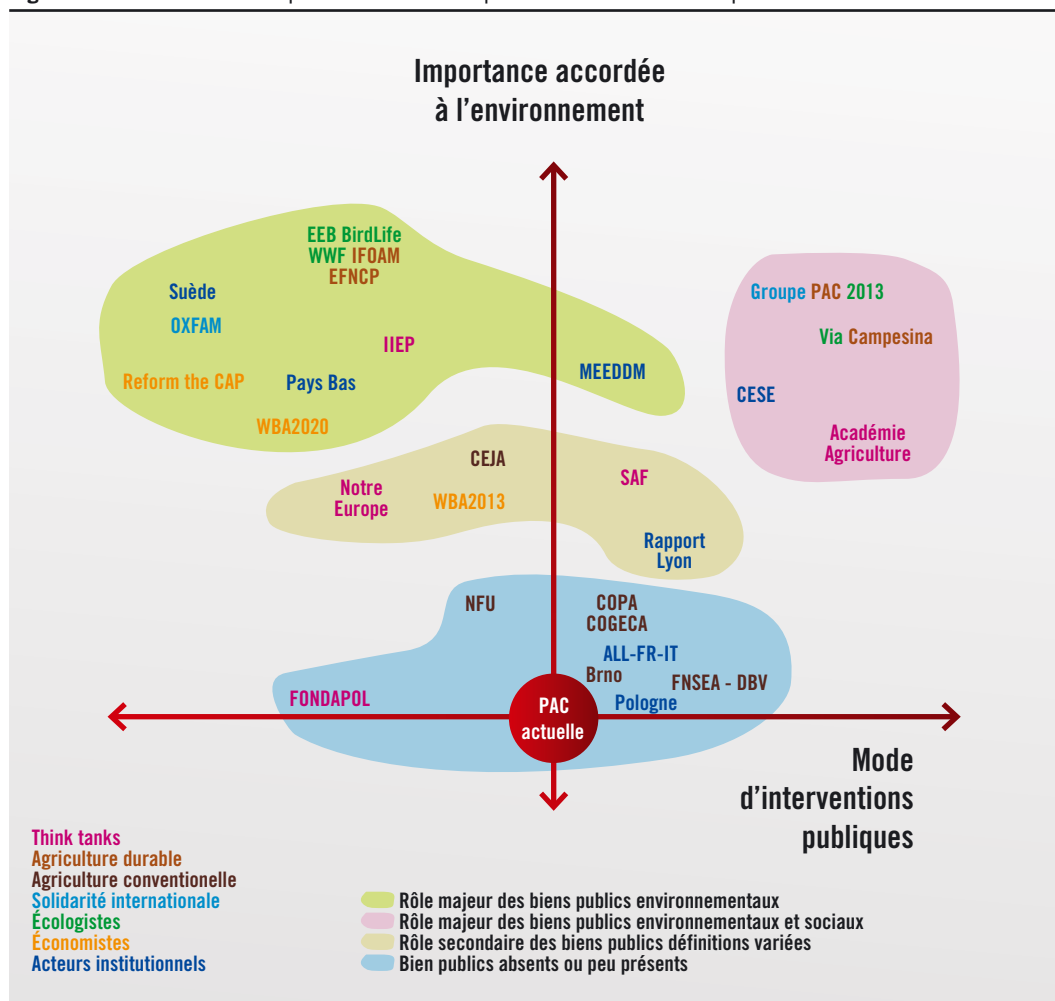 Importance accordée
à l'environnement
EEB BirdLife
WWF IFOAM
EFNCP
Suède
OXFAM
IIEP
Reform the CAP
Pays Bas
WBA2020
MEEDDM
Groupe PAC 2013
Via Campesina
CESE
Académie
Agriculture
CEJA
Notre
Europe
WBA2013
SAF
Rapport
Lyon
NFU
COPA
COGECA
ALL-FR-IT
Brno
FNSEA - DBV
Pologne
FONDAPOL
PAC
actuelle
Mode
d'interventions
publiques
Think tanks
Agriculture durable
Agriculture conventionelle
Solidarité internationale
Écologistes
Économistes
Acteurs institutionnels
Rôle majeur des biens publics environnementaux
Rôle majeur des biens publics environnementaux et sociaux
Rôle secondaire des biens publics définitions variées
Bien publics absents ou peu présents